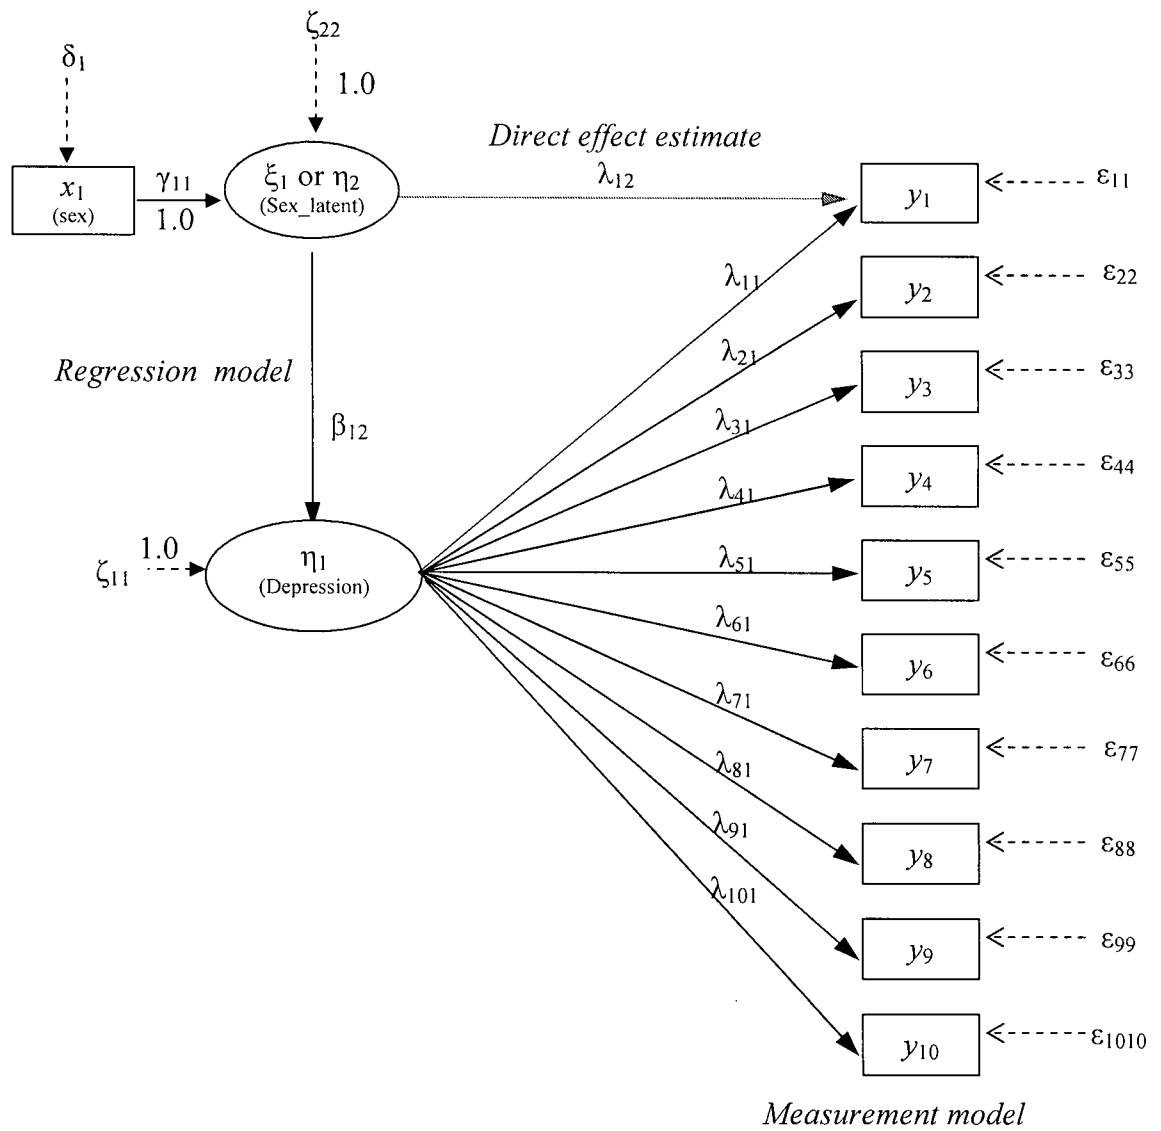 ζ22
δ1
1.0
Direct effect estimate
x1
(sex)
γ11
1.0
ξ1 or η2
(Sex_latent)
λ12
y1
ε11
λ11
y2
ε22
λ21
y3
ε33
Regression model
λ31
β12
y4
ε44
λ41
ζ11
1.0
η1
(Depression)
λ51
y5
ε55
λ61
y6
ε66
λ71
y7
ε77
λ81
y8
ε88
λ91
λ101
y9
ε99
y10
ε1010
Measurement model